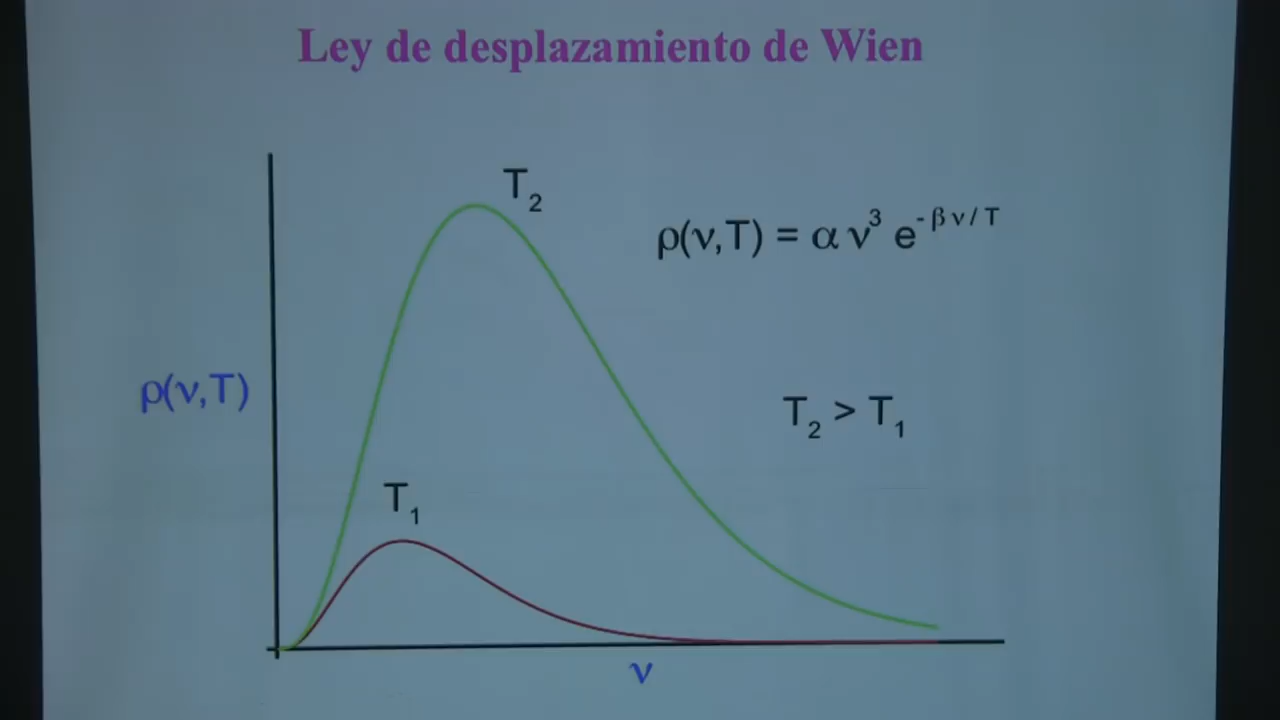 Ley de desplazamiento de Wien
T₂
ρ(ν,T) = α ν³ e^(-βν/T)
ρ(ν,T)
T₂ > T₁
T₁
ν